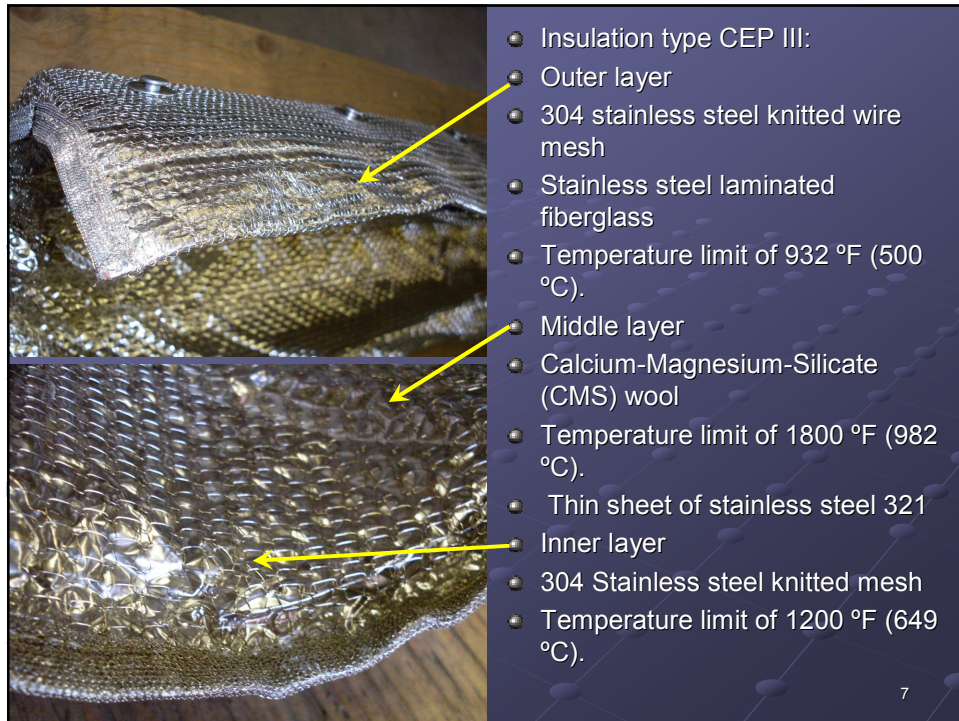 Insulation type CEP III:
Outer layer
304 stainless steel knitted wire
mesh
Stainless steel laminated
fiberglass
Temperature limit of 932 ºF (500
ºC).
Middle layer
Calcium-Magnesium-Silicate
(CMS) wool
Temperature limit of 1800 ºF (982
ºC).
Thin sheet of stainless steel 321
Inner layer
304 Stainless steel knitted mesh
Temperature limit of 1200 ºF (649
ºC).
7